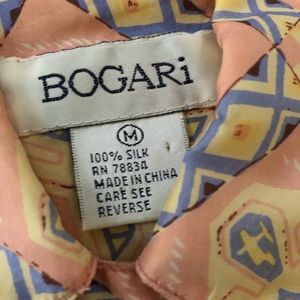 BOGARi
M
100% SILK
RN 78834
MADE IN CHINA
CARE SEE
REVERSE